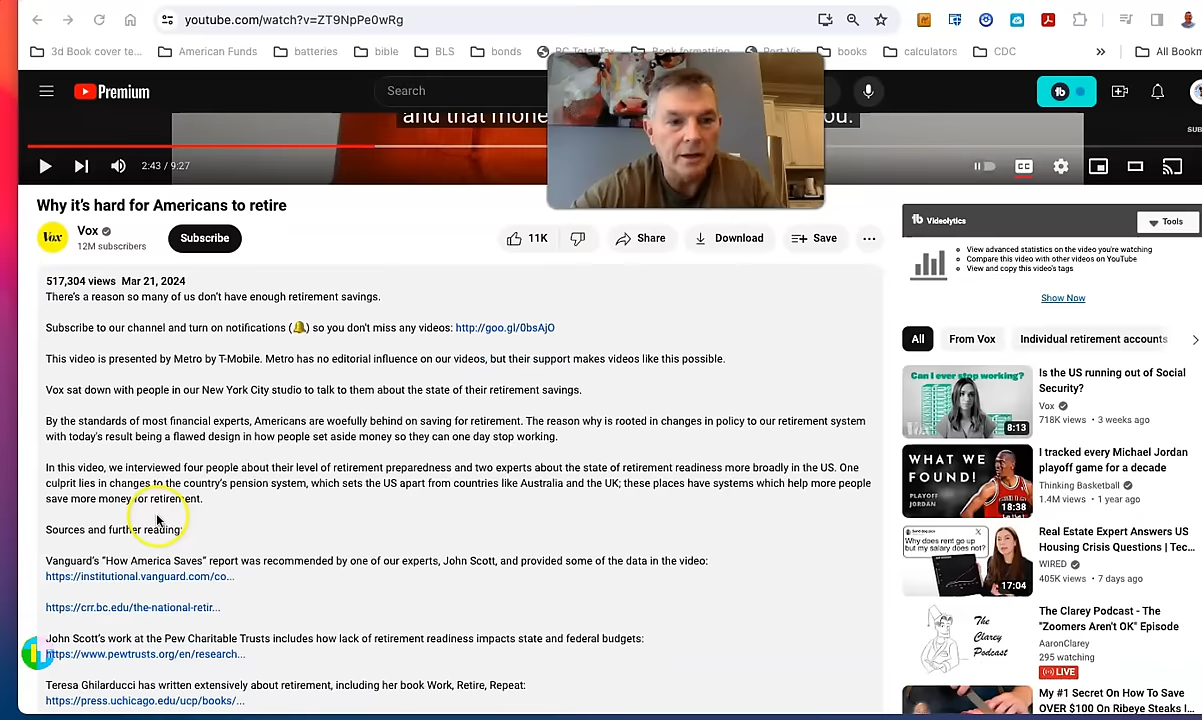 youtube.com/watch?v=ZT9NpPe0wRg
3d Book cover te...
American Funds
batteries
bible
BLS
bonds
BC Total Tax
Book formatting
Port Vis
books
calculators
CDC
All Bookm
Premium
Search
and that mone
ou.
SUB
2:43 / 9:27
CC
Why it's hard for Americans to retire
Vox
12M subscribers
Subscribe
11K
Share
Download
Save
517,304 views Mar 21, 2024
There's a reason so many of us don't have enough retirement savings.
Subscribe to our channel and turn on notifications (🔔) so you don't miss any videos: http://goo.gl/0bsAjO
This video is presented by Metro by T-Mobile. Metro has no editorial influence on our videos, but their support makes videos like this possible.
Vox sat down with people in our New York City studio to talk to them about the state of their retirement savings.
By the standards of most financial experts, Americans are woefully behind on saving for retirement. The reason why is rooted in changes in policy to our retirement system
with today's result being a flawed design in how people set aside money so they can one day stop working.
In this video, we interviewed four people about their level of retirement preparedness and two experts about the state of retirement readiness more broadly in the US. One
culprit lies in changes to the country's pension system, which sets the US apart from countries like Australia and the UK; these places have systems which help more people
save more money for retirement.
Sources and further reading:
Vanguard's "How America Saves" report was recommended by one of our experts, John Scott, and provided some of the data in the video:
https://institutional.vanguard.com/co...
https://crr.bc.edu/the-national-retir...
John Scott's work at the Pew Charitable Trusts includes how lack of retirement readiness impacts state and federal budgets:
https://www.pewtrusts.org/en/research...
Teresa Ghilarducci has written extensively about retirement, including her book Work, Retire, Repeat:
https://press.uchicago.edu/ucp/books/...
Videolytics
Tools
View advanced statistics on the video you're watching
Compare this video with other videos on YouTube
View and copy this video's tags
Show Now
All
From Vox
Individual retirement accounts
Can I ever stop working?
8:13
Is the US running out of Social
Security?
Vox
718K views • 3 weeks ago
WHAT WE
FOUND!
PLAYOFF
JORDAN
18:38
I tracked every Michael Jordan
playoff game for a decade
Thinking Basketball
1.4M views • 1 year ago
Why does rent go up
but my salary does not?
17:04
Real Estate Expert Answers US
Housing Crisis Questions | Tec...
WIRED
405K views • 7 days ago
The
Clarey
Podcast
The Clarey Podcast - The
"Zoomers Aren't OK" Episode
AaronClarey
295 watching
LIVE
My #1 Secret On How To Save
OVER $100 On Ribeye Steaks I...